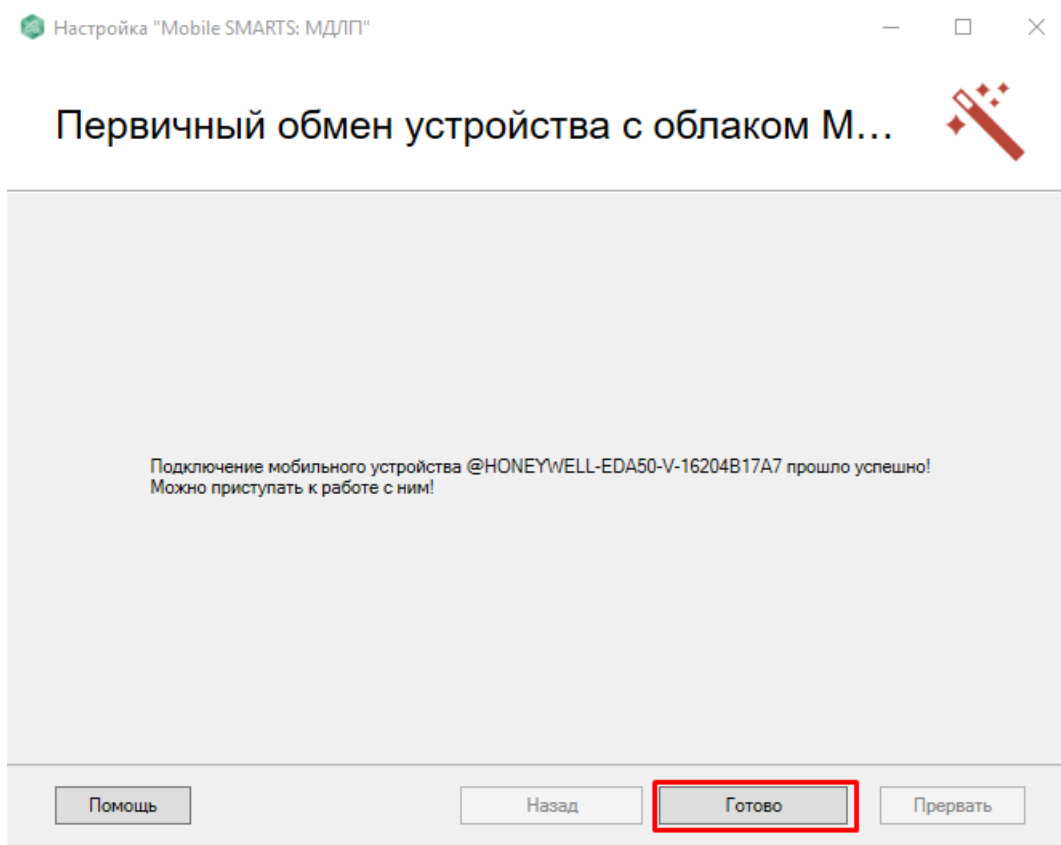 Настройка "Mobile SMARTS: МДЛП"
Первичный обмен устройства с облаком М...
Подключение мобильного устройства @HONEYWELL-EDA50-V-16204B17A7 прошло успешно!
Можно приступать к работе с ним!
Помощь
Назад
Готово
Прервать